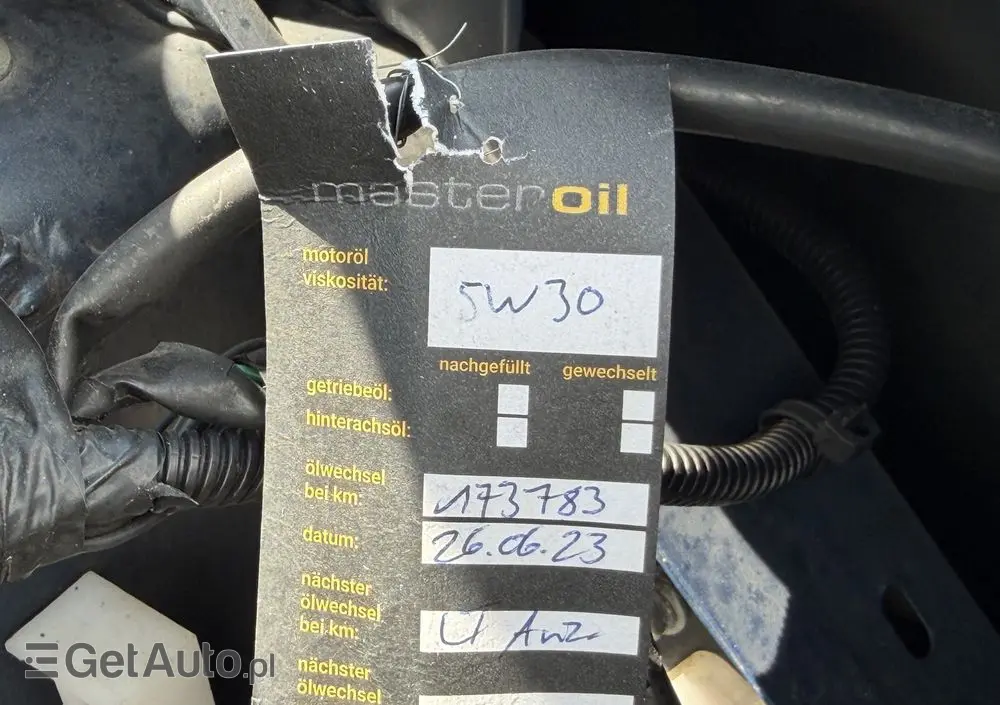 masteroil
motoröl
viskosität:
5W30
nachgefüllt gewechselt
getriebeöl:
hinterachsöl:
ölwechsel
bei km:
173783
datum:
26.06.23
nächster
ölwechsel
bei km:
Anz.
nächster
ölwechsel
GetAuto.pl